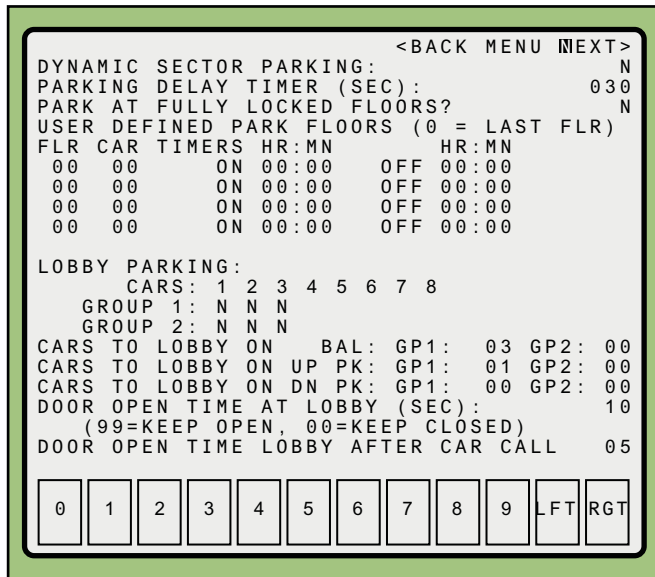 <BACK MENU NEXT>
DYNAMIC SECTOR PARKING: N
PARKING DELAY TIMER (SEC): 030
PARK AT FULLY LOCKED FLOORS? N
USER DEFINED PARK FLOORS (0 = LAST FLR)
FLR CAR TIMERS HR:MN HR:MN
00 00 ON 00:00 OFF 00:00
00 00 ON 00:00 OFF 00:00
00 00 ON 00:00 OFF 00:00
00 00 ON 00:00 OFF 00:00
LOBBY PARKING:
CARS: 1 2 3 4 5 6 7 8
GROUP 1: N N N
GROUP 2: N N N
CARS TO LOBBY ON BAL: GP1: 03 GP2: 00
CARS TO LOBBY ON UP PK: GP1: 01 GP2: 00
CARS TO LOBBY ON DN PK: GP1: 00 GP2: 00
DOOR OPEN TIME AT LOBBY (SEC): 10
(99=KEEP OPEN, 00=KEEP CLOSED)
DOOR OPEN TIME LOBBY AFTER CAR CALL 05
0 1 2 3 4 5 6 7 8 9 LFT RGT